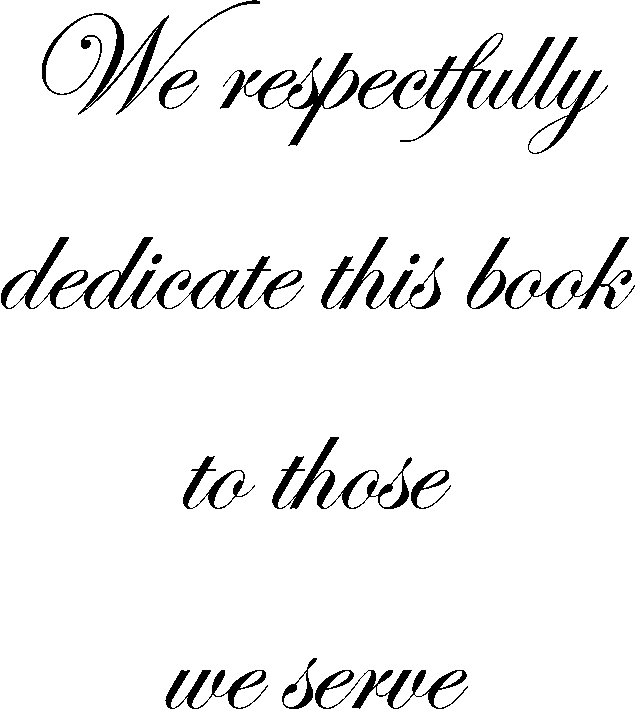 We respectfully
dedicate this book
to those
we serve